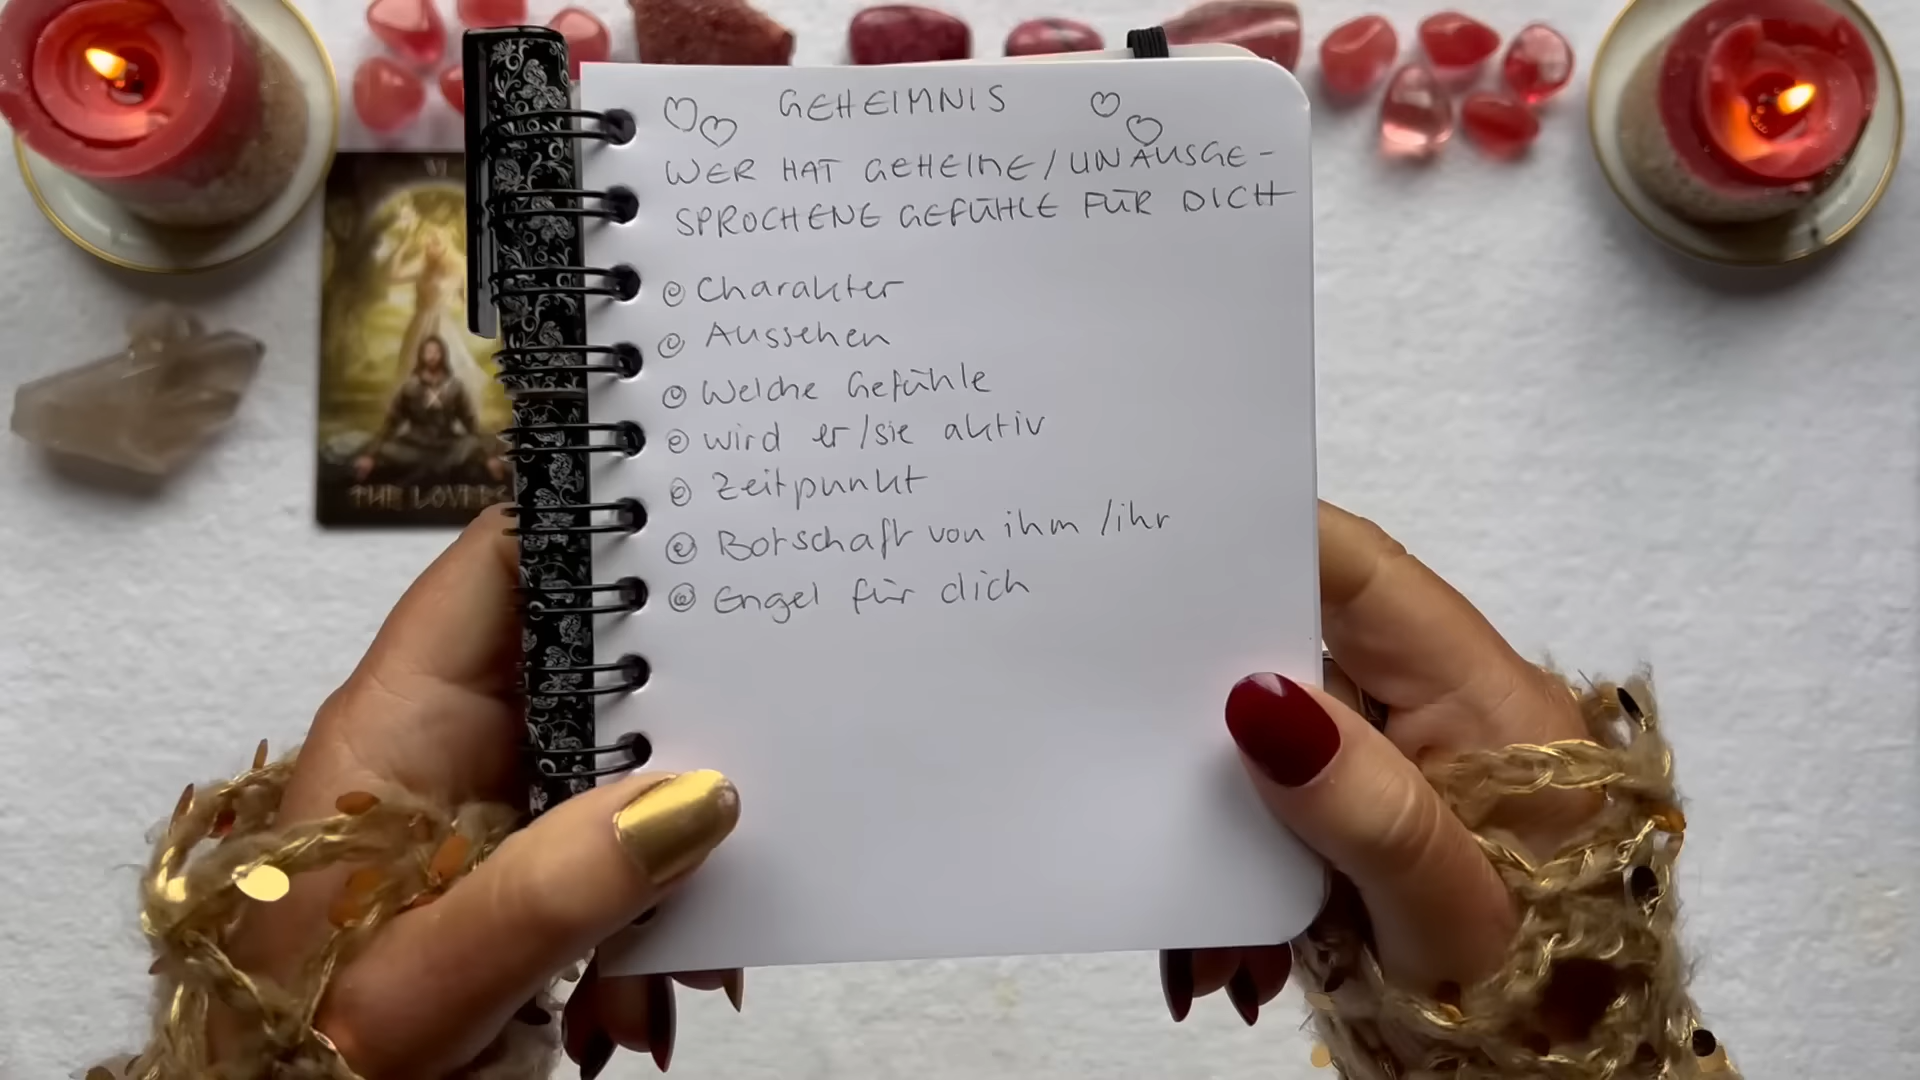 GEHEIMNIS
WER HAT GEHEIME/UNAUSGE-
SPROCHENE GEFÜHLE FÜR DICH
Charakter
Aussehen
Welche Gefühle
wird er/sie aktiv
Zeitpunkt
Botschaft von ihm/ihr
Engel für dich
VI
THE LOVERS